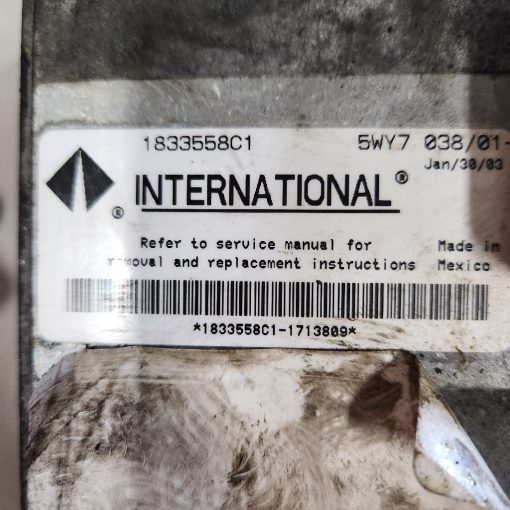 1833558C1 5WY7 038/01-
Jan/30/03
INTERNATIONAL®
®
Refer to service manual for Made in
removal and replacement instructions Mexico
*1833558C1-1713809*